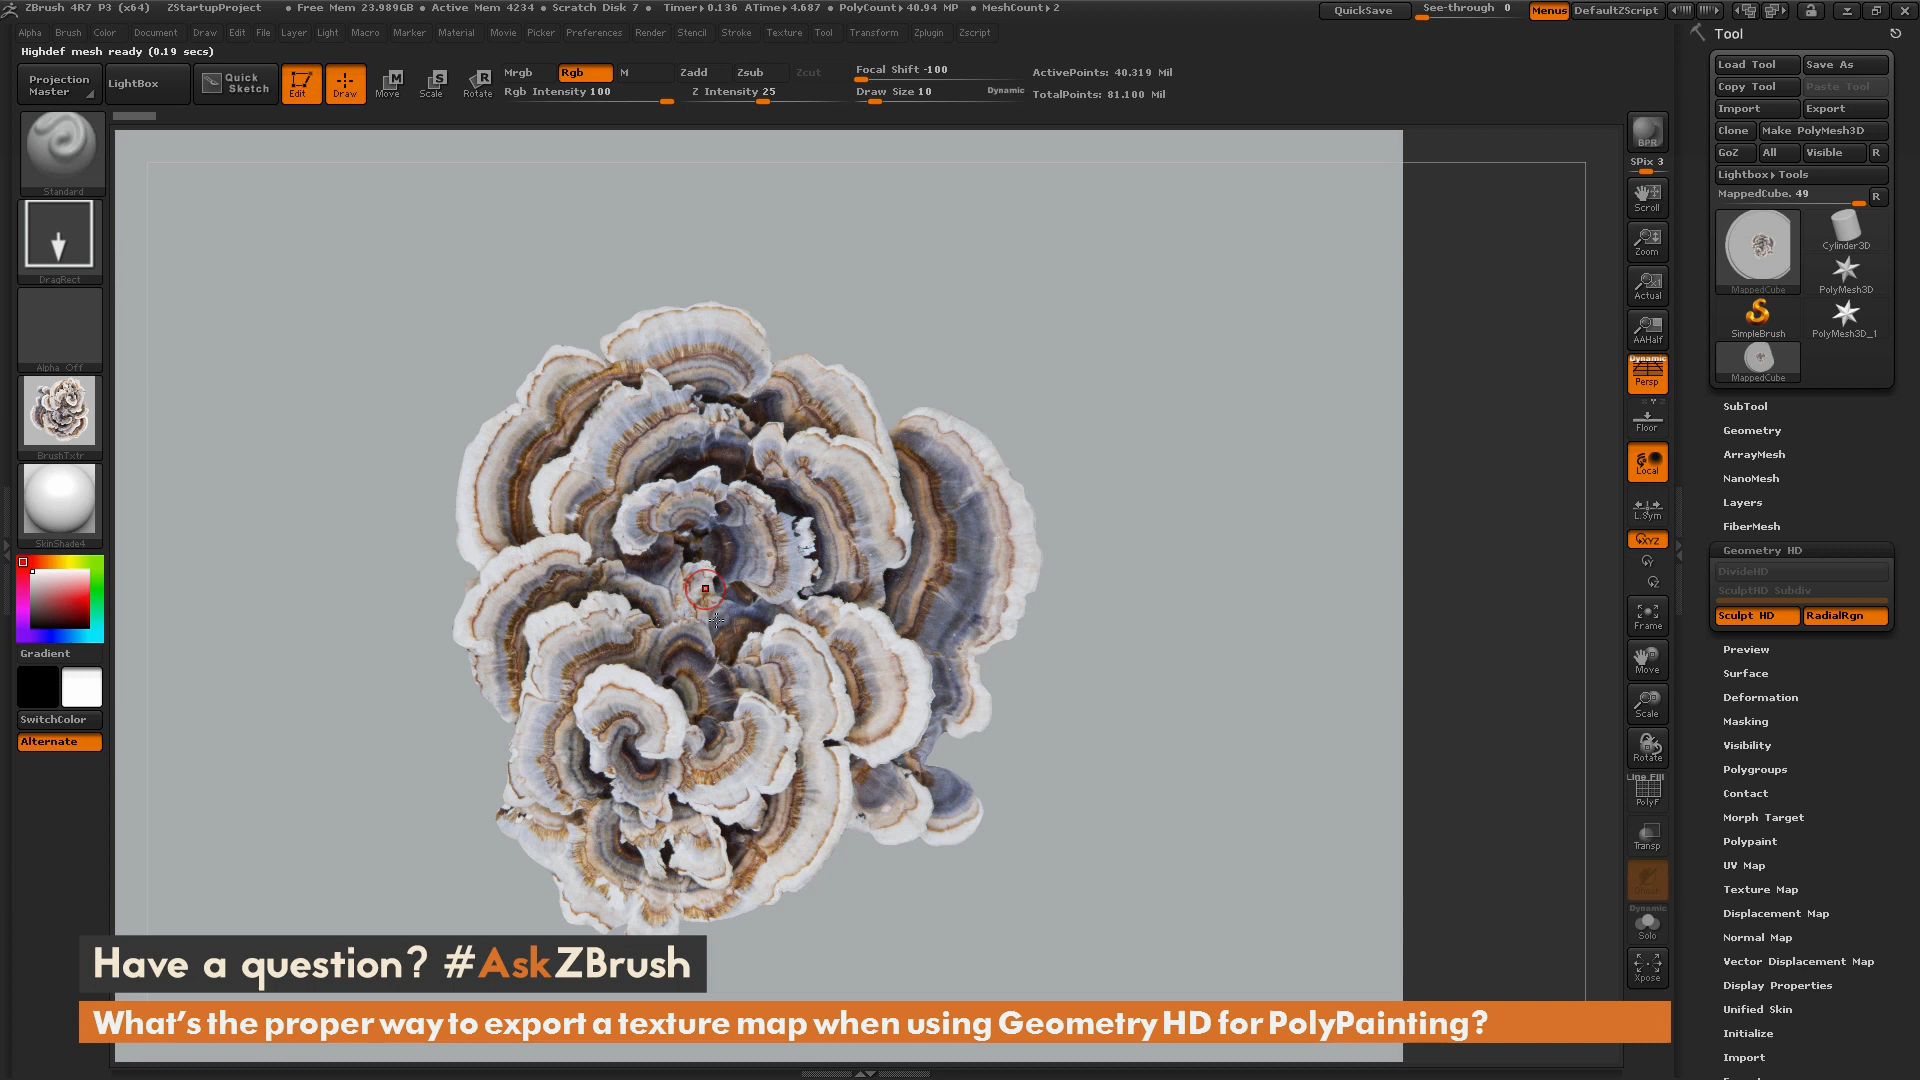 ZBrush 4R7 P3 (x64) ZStartupProject • Free Mem 23.989GB • Active Mem 4234 • Scratch Disk 7 • Timer▸0.136 ATime▸4.687 • PolyCount▸40.94 MP • MeshCount▸2 QuickSave See-through 0 Menus DefaultZScript
Alpha Brush Color Document Draw Edit File Layer Light Macro Marker Material Movie Picker Preferences Render Stencil Stroke Texture Tool Transform Zplugin Zscript
Highdef mesh ready (0.19 secs)
Projection Master
LightBox
Quick Sketch
Edit
Draw
Move
Scale
Rotate
Mrgb Rgb M
Rgb Intensity 100
Zadd Zsub Zcut
Z Intensity 25
Focal Shift -100
Draw Size 10 Dynamic
ActivePoints: 40.319 Mil
TotalPoints: 81.100 Mil
Standard
DragRect
Alpha Off
BrushTxtr
SkinShade4
Gradient
SwitchColor
Alternate
BPR
SPix 3
Scroll
Zoom
Actual
AAHalf
Dynamic
Persp
Floor
Local
L.Sym
XYZ
Y
Z
Frame
Move
Scale
Rotate
Line Fill
PolyF
Transp
Ghost
Dynamic
Solo
Xpose
Tool
Load Tool Save As
Copy Tool Paste Tool
Import Export
Clone Make PolyMesh3D
GoZ All Visible R
Lightbox▸Tools
MappedCube. 49 R
MappedCube
Cylinder3D
PolyMesh3D
SimpleBrush PolyMesh3D_1
MappedCube
SubTool
Geometry
ArrayMesh
NanoMesh
Layers
FiberMesh
Geometry HD
DivideHD
SculptHD Subdiv
Sculpt HD RadialRgn
Preview
Surface
Deformation
Masking
Visibility
Polygroups
Contact
Morph Target
Polypaint
UV Map
Texture Map
Displacement Map
Normal Map
Vector Displacement Map
Display Properties
Unified Skin
Initialize
Import
Have a question? #AskZBrush
What's the proper way to export a texture map when using Geometry HD for PolyPainting?